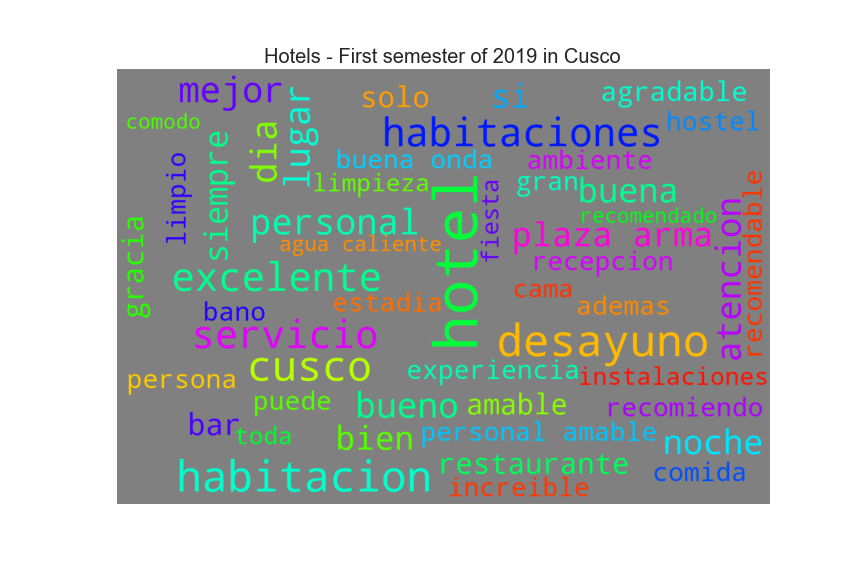 Hotels - First semester of 2019 in Cusco
mejor
solo
si
agradable
comodo
dia
lugar
habitaciones
hostel
limpio
siempre
buena onda
ambiente
limpieza
gran
buena
gracia
personal
hotel
fiesta
recomendado
agua caliente
plaza arma
atencion
recomendable
recepcion
excelente
cama
bano
estadia
ademas
servicio
desayuno
cusco
experiencia
instalaciones
persona
puede
bueno
amable
recomiendo
bar
toda
bien
personal amable
noche
habitacion
restaurante
comida
increible